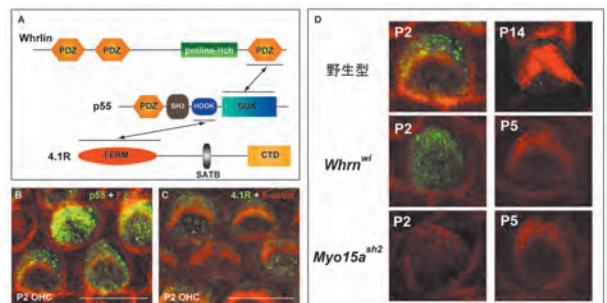 A
Whrlin
PDZ
PDZ
proline-rich
PDZ
p55
PDZ
SH3
HOOK
GUK
4.1R
FERM
SATB
CTD
B
p55 +
P2 OHC
C
4.1R + F-actin
P2 OHC
D
野生型
P2
P14
Whrn^wi
P2
P5
Myo15a^sh2
P2
P5